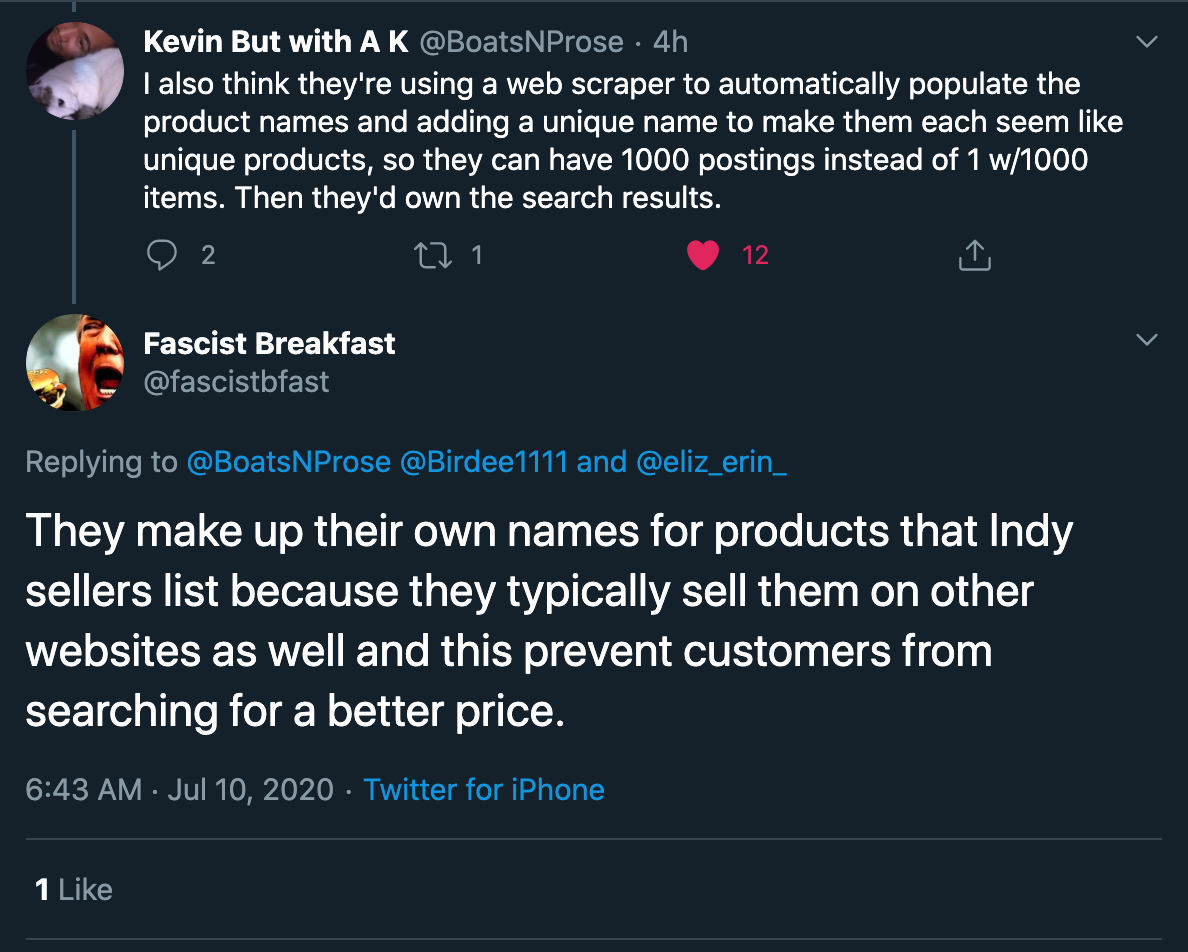 Kevin But with A K @BoatsNProse · 4h
I also think they're using a web scraper to automatically populate the
product names and adding a unique name to make them each seem like
unique products, so they can have 1000 postings instead of 1 w/1000
items. Then they'd own the search results.
2 1 12
Fascist Breakfast
@fascistbfast
Replying to @BoatsNProse @Birdee1111 and @eliz_erin_
They make up their own names for products that Indy
sellers list because they typically sell them on other
websites as well and this prevent customers from
searching for a better price.
6:43 AM · Jul 10, 2020 · Twitter for iPhone
1 Like